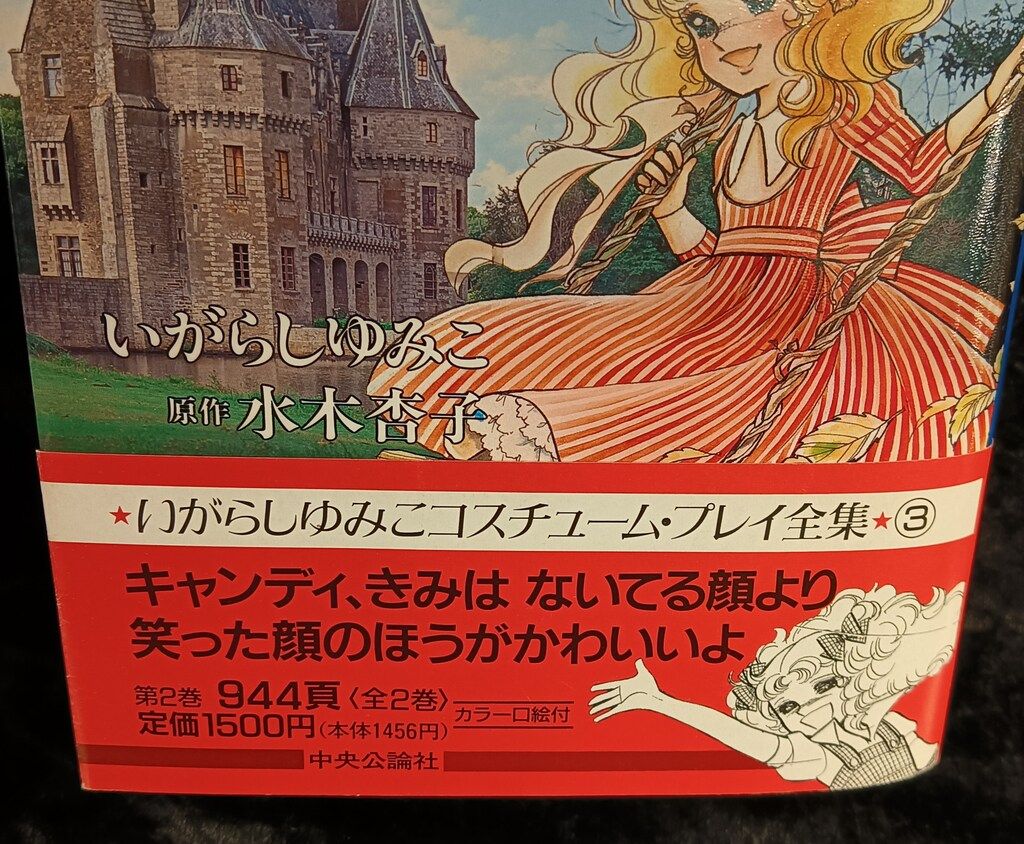 いがらしゆみこ
原作 水木杏子
★いがらしゆみこコスチューム・プレイ全集★③
キャンディ、きみは ないてる顔より
笑った顔のほうがかわいいよ
第2巻 944頁〈全2巻〉
定価1500円(本体1456円)
カラー口絵付
中央公論社